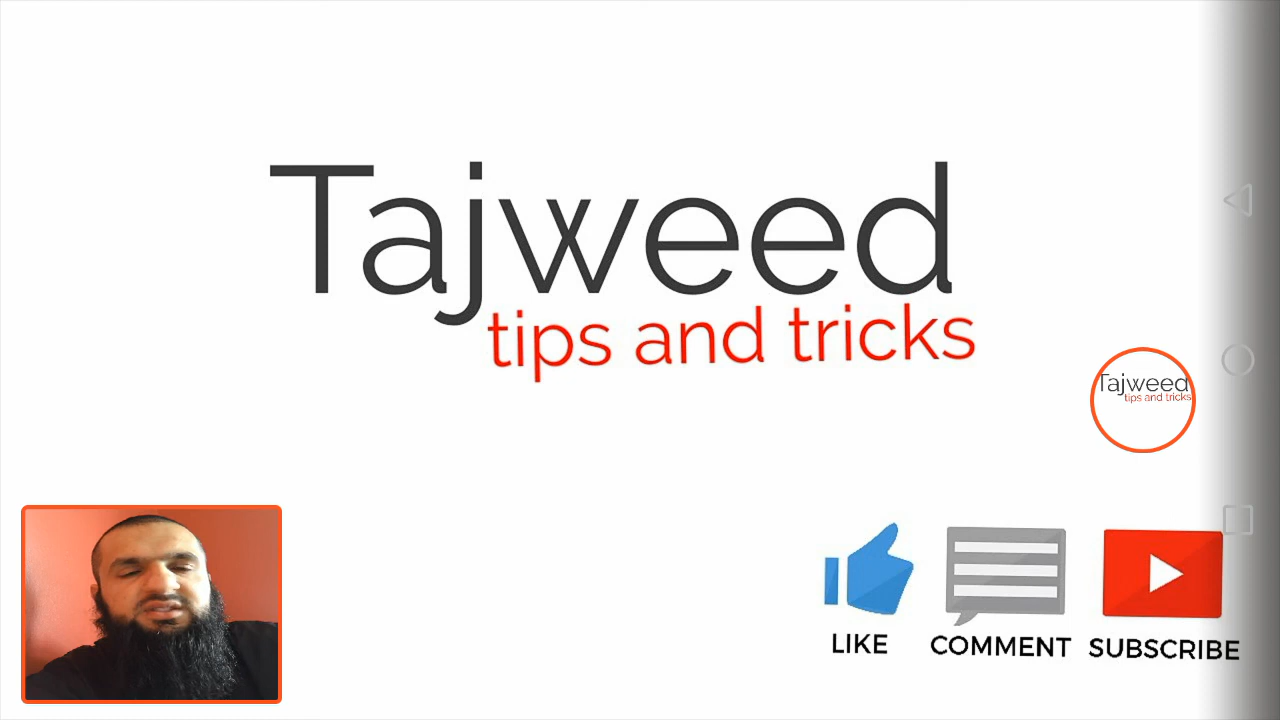 Tajweed
tips and tricks
Tajweed
tips and tricks
LIKE
COMMENT
SUBSCRIBE